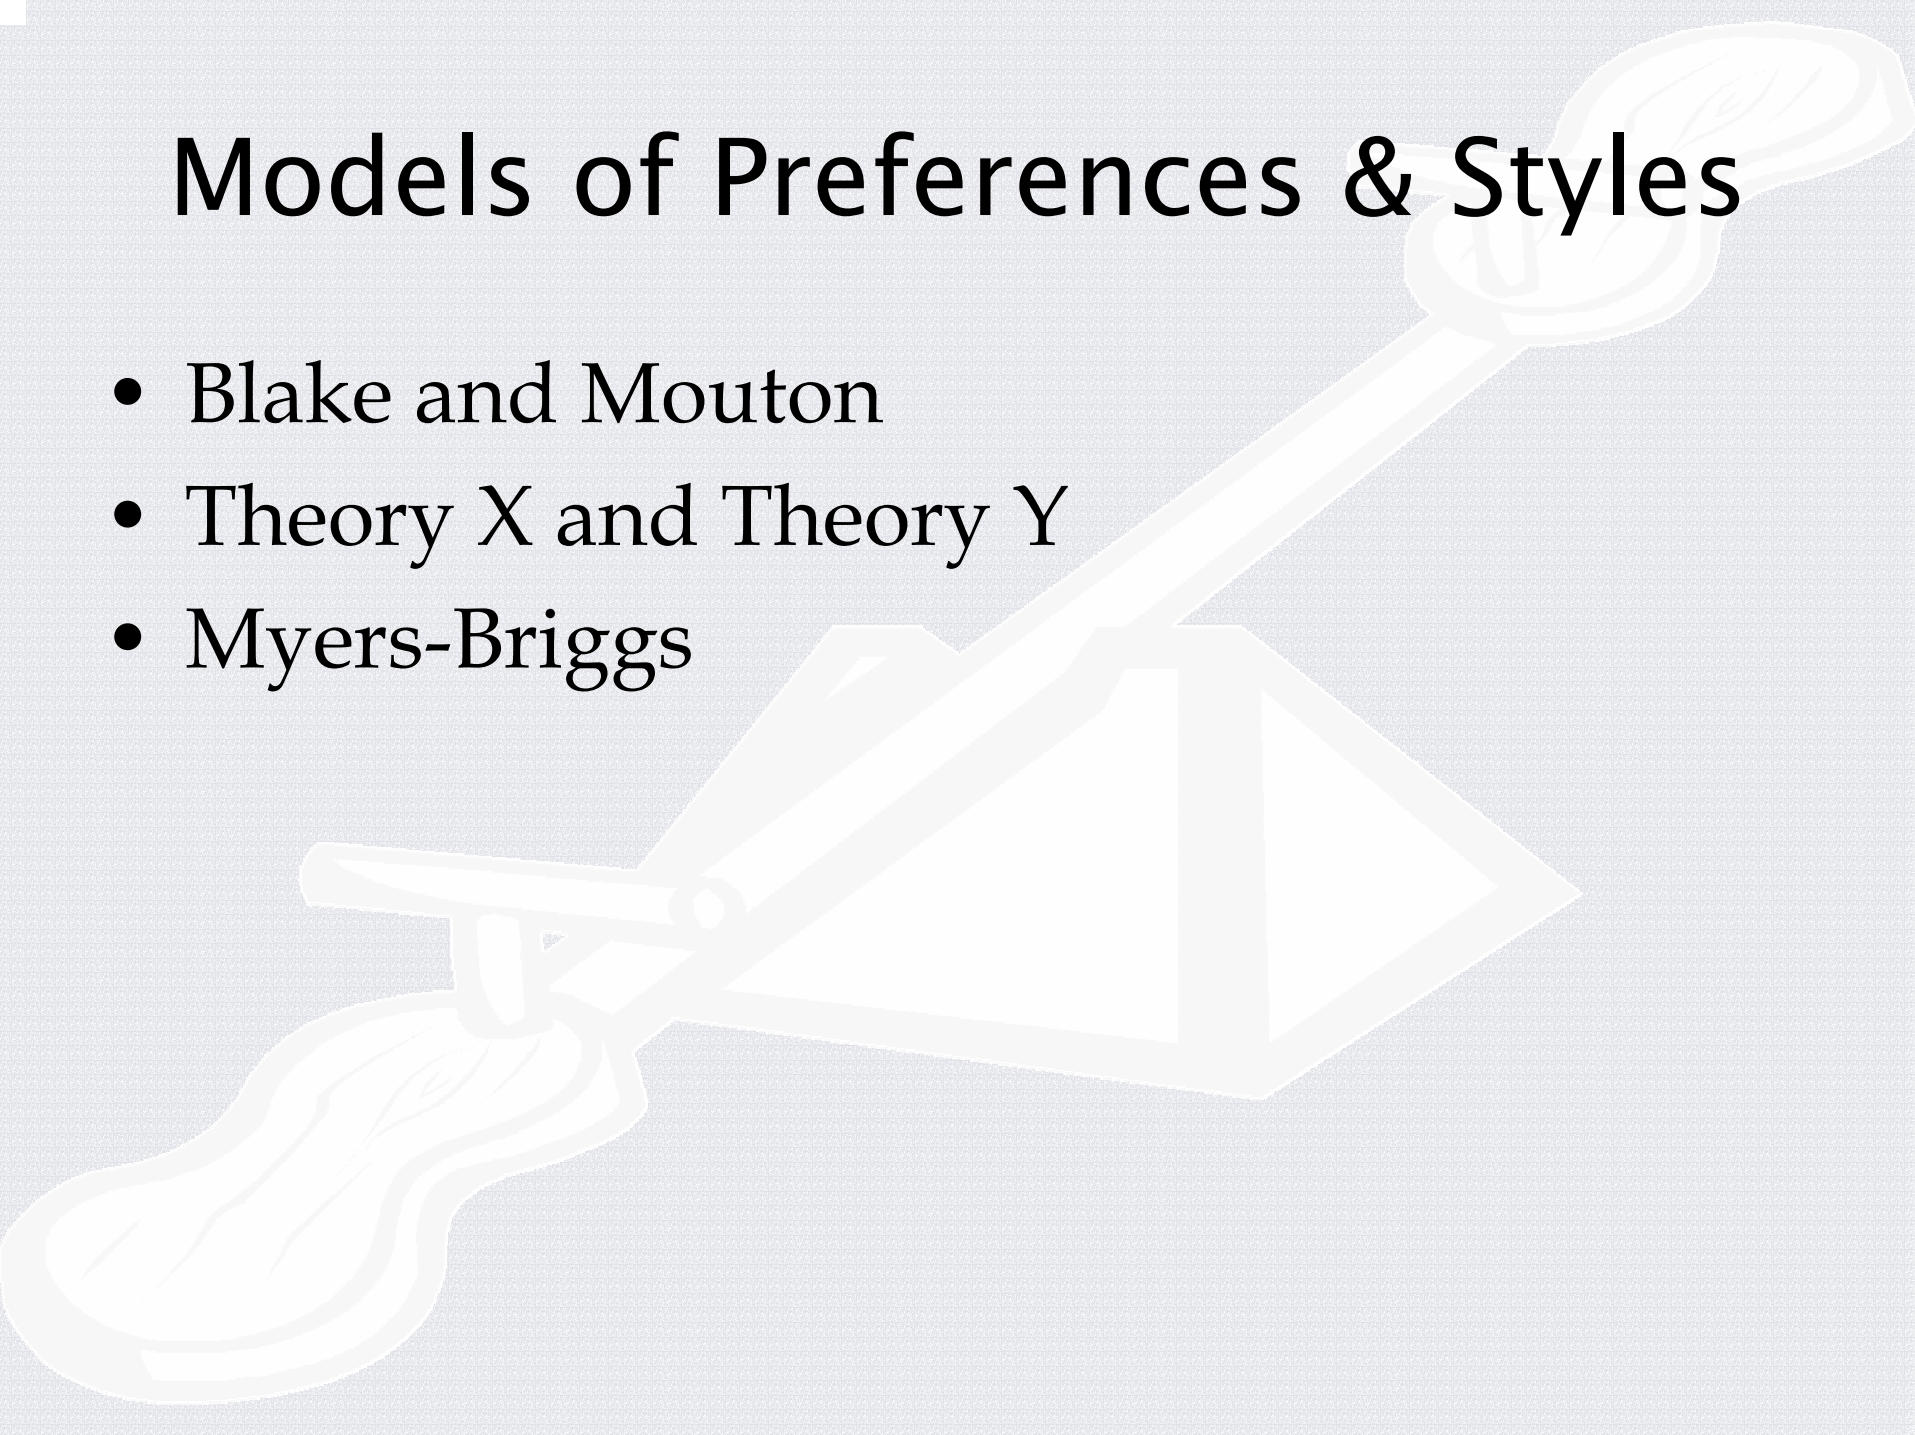 Models of Preferences & Styles
• Blake and Mouton
• Theory X and Theory Y
• Myers-Briggs